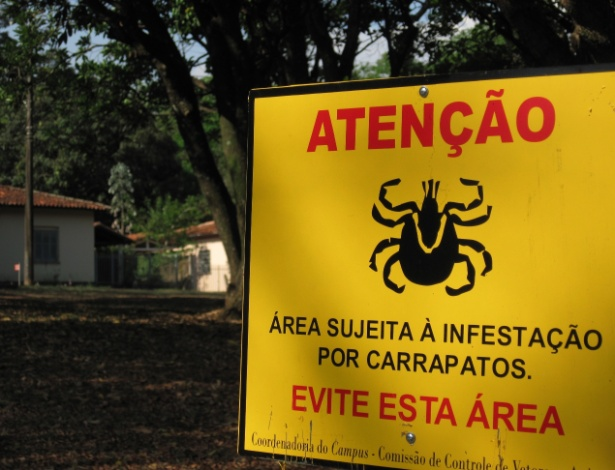 ATENÇÃO
ÁREA SUJEITA À INFESTAÇÃO
POR CARRAPATOS.
EVITE ESTA ÁREA
Coordenadoria do Campus - Comissão de Controle de